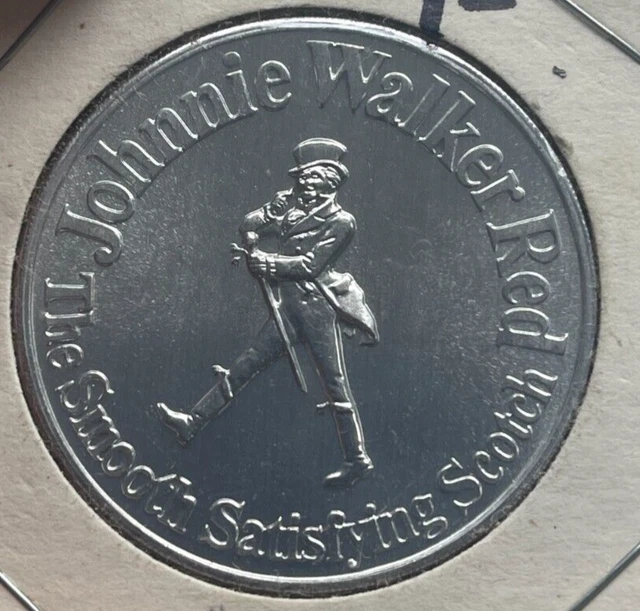 Johnnie Walker Red
The Smooth Satisfying Scotch